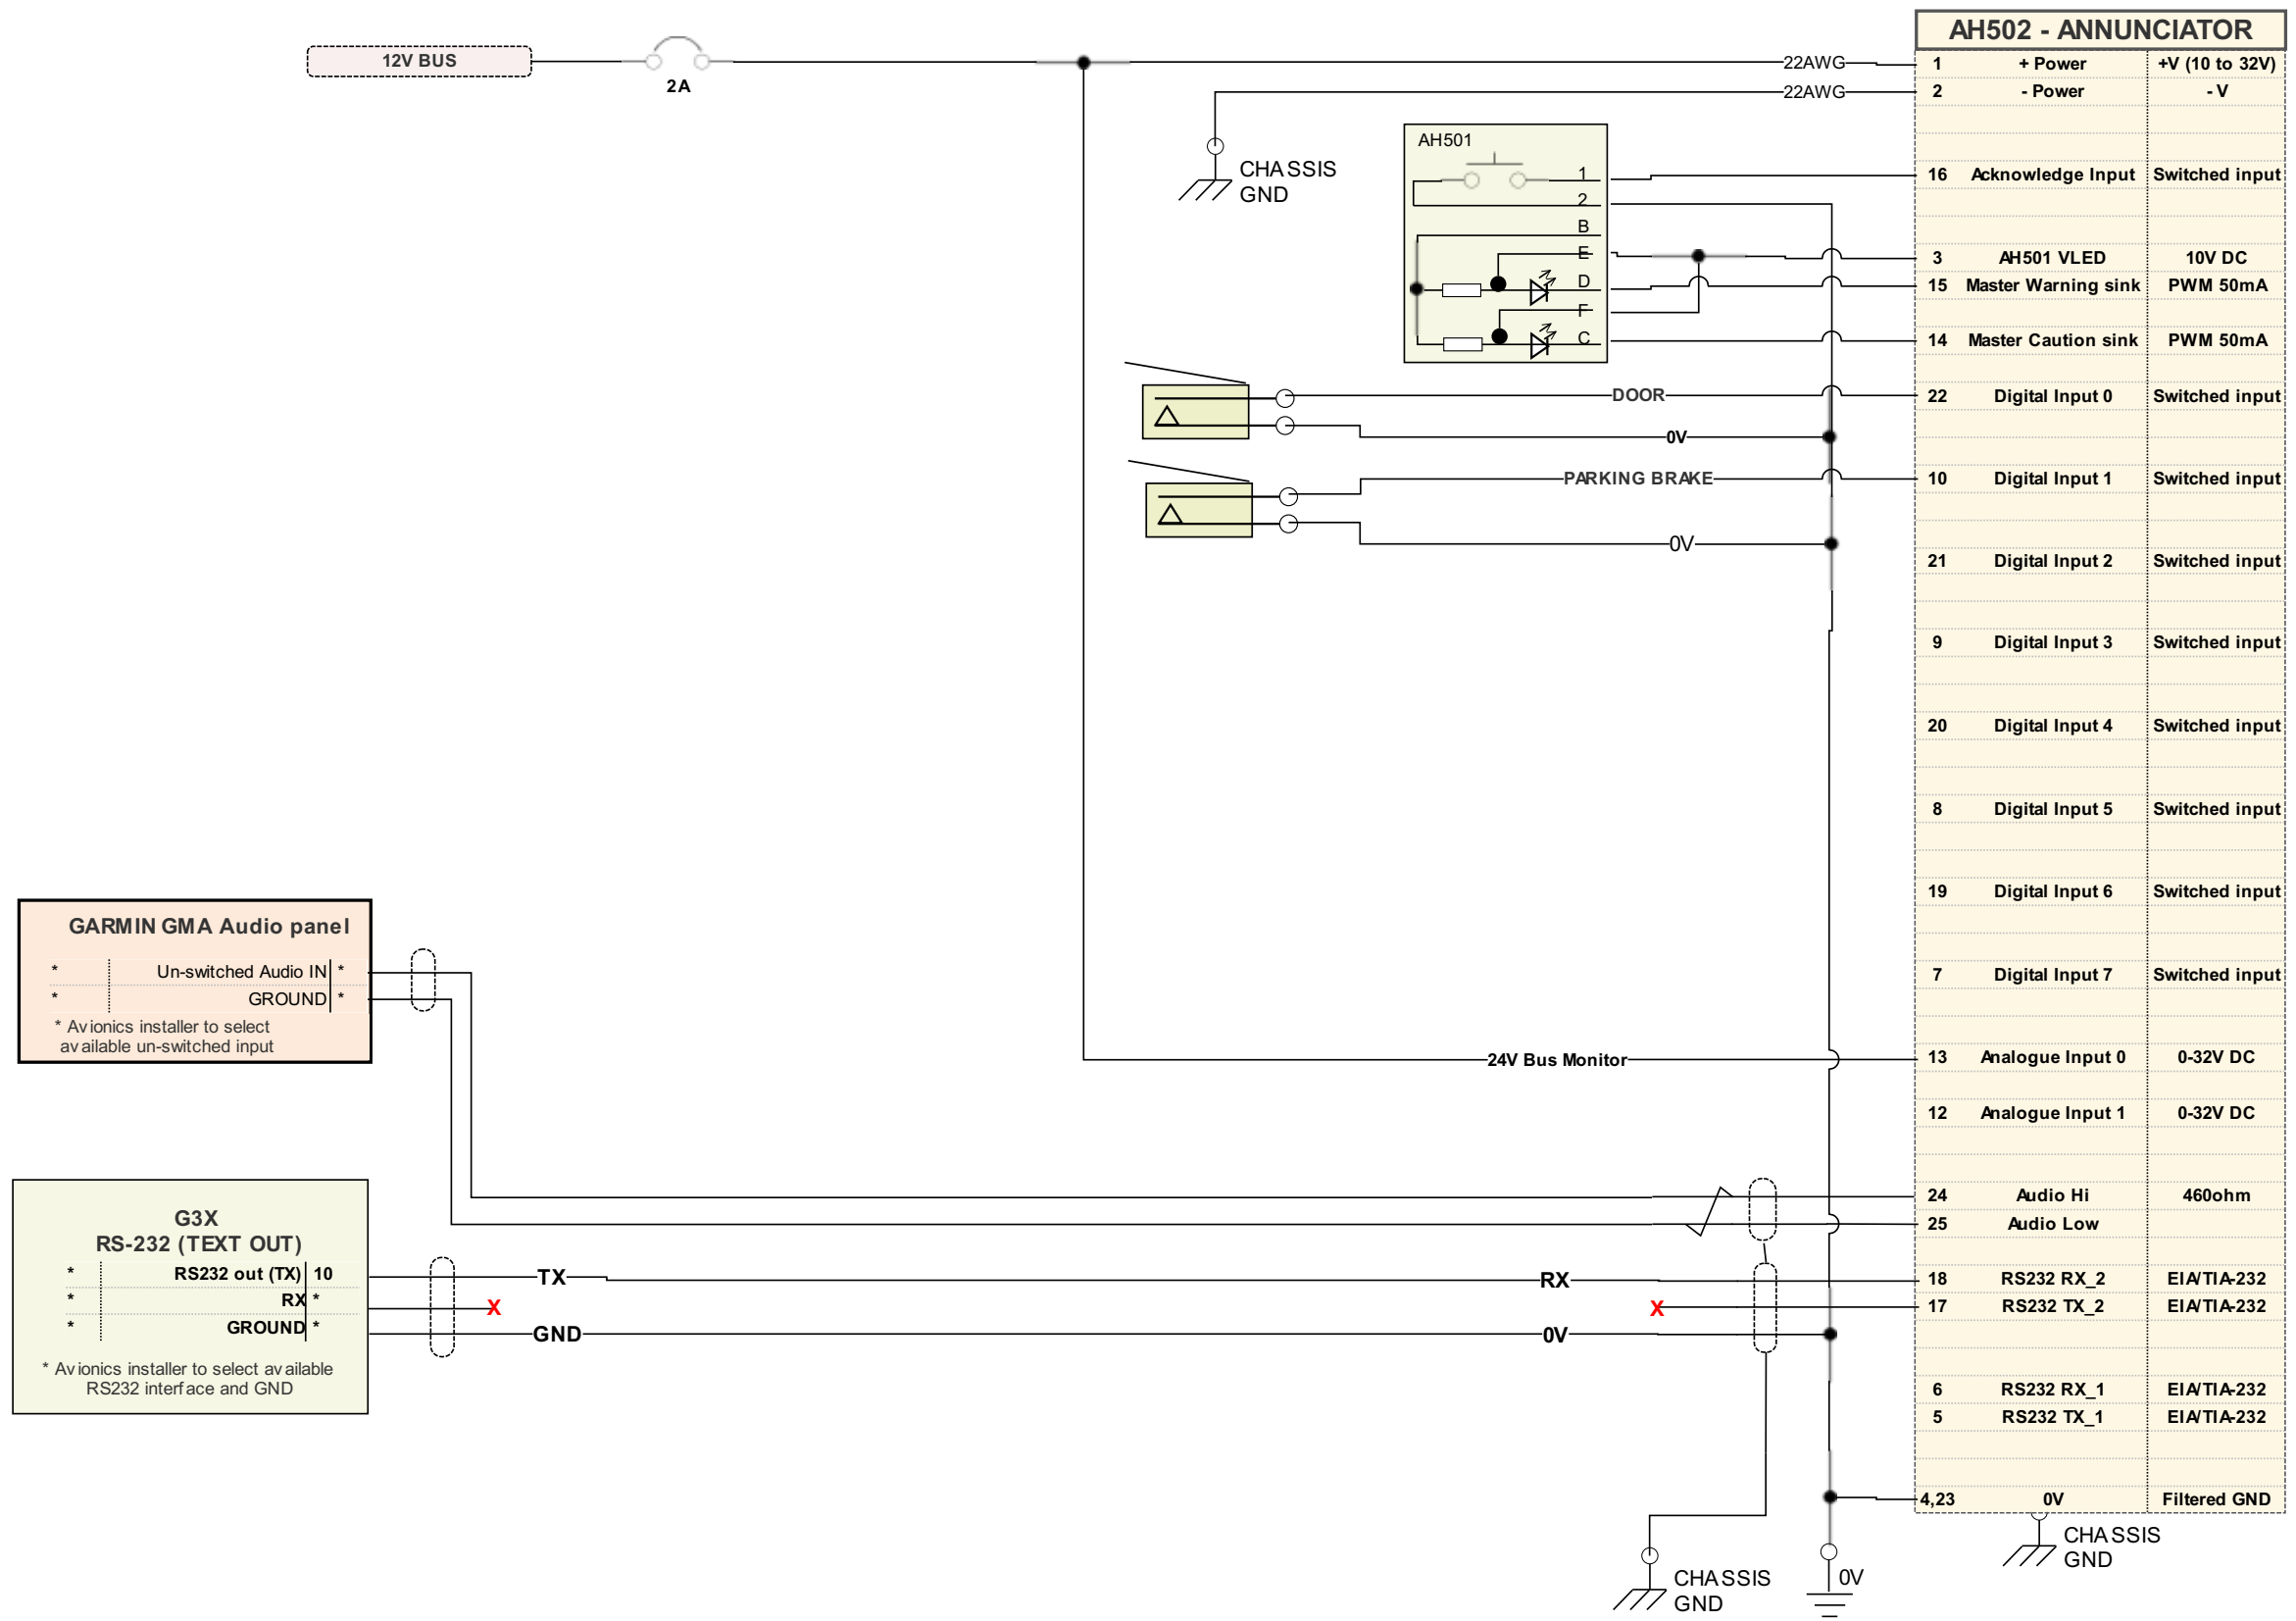 AH502 - ANNUNCIATOR
12V BUS
2A
22AWG
1 + Power +V (10 to 32V)
22AWG
2 - Power - V
CHASSIS
GND
AH501
1
2
B
E
D
F
C
16 Acknowledge Input Switched input
3 AH501 VLED 10V DC
15 Master Warning sink PWM 50mA
14 Master Caution sink PWM 50mA
DOOR
22 Digital Input 0 Switched input
0V
PARKING BRAKE
10 Digital Input 1 Switched input
0V
21 Digital Input 2 Switched input
9 Digital Input 3 Switched input
20 Digital Input 4 Switched input
8 Digital Input 5 Switched input
19 Digital Input 6 Switched input
7 Digital Input 7 Switched input
GARMIN GMA Audio panel
* Un-switched Audio IN *
* GROUND *
* Avionics installer to select
available un-switched input
24V Bus Monitor
13 Analogue Input 0 0-32V DC
12 Analogue Input 1 0-32V DC
24 Audio Hi 460ohm
25 Audio Low
G3X
RS-232 (TEXT OUT)
* RS232 out (TX) 10
* RX *
* GROUND *
* Avionics installer to select available
RS232 interface and GND
TX
RX
X
X
GND
0V
18 RS232 RX_2 EIA/TIA-232
17 RS232 TX_2 EIA/TIA-232
6 RS232 RX_1 EIA/TIA-232
5 RS232 TX_1 EIA/TIA-232
4,23 0V Filtered GND
CHASSIS
GND
CHASSIS
GND
0V